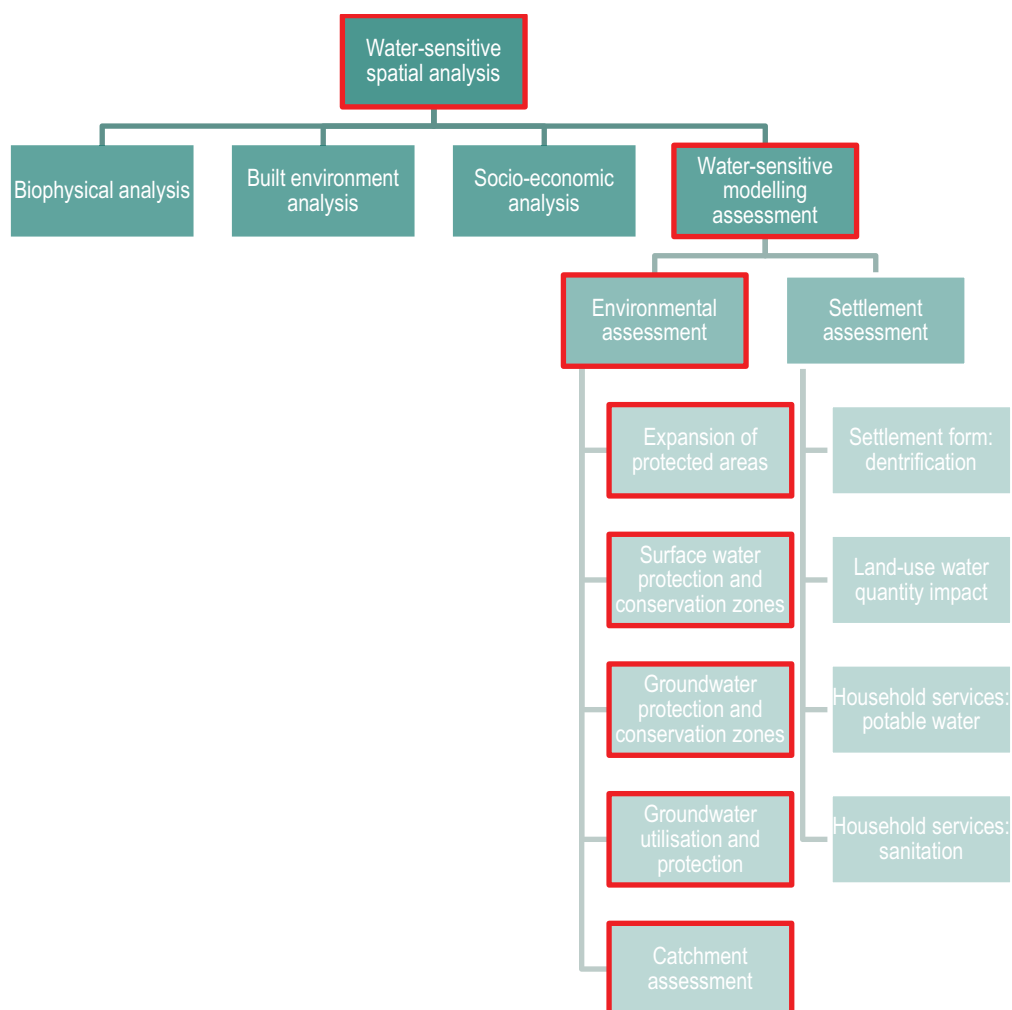 Water-sensitive
spatial analysis
Biophysical analysis
Built environment
analysis
Socio-economic
analysis
Water-sensitive
modelling
assessment
Environmental
assessment
Settlement
assessment
Expansion of
protected areas
Settlement form:
dentrification
Surface water
protection and
conservation zones
Land-use water
quantity impact
Groundwater
protection and
conservation zones
Household services:
potable water
Groundwater
utilisation and
protection
Household services:
sanitation
Catchment
assessment